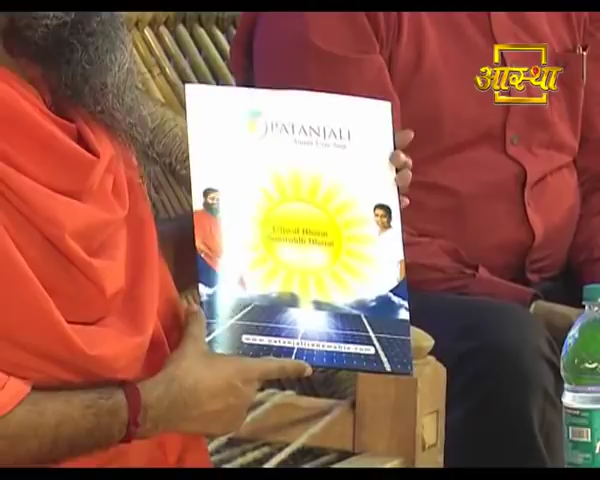 आस्था
PATANJALI
Ujjwal Bharat
Samriddh Bharat
www.patanjalirenewable.com